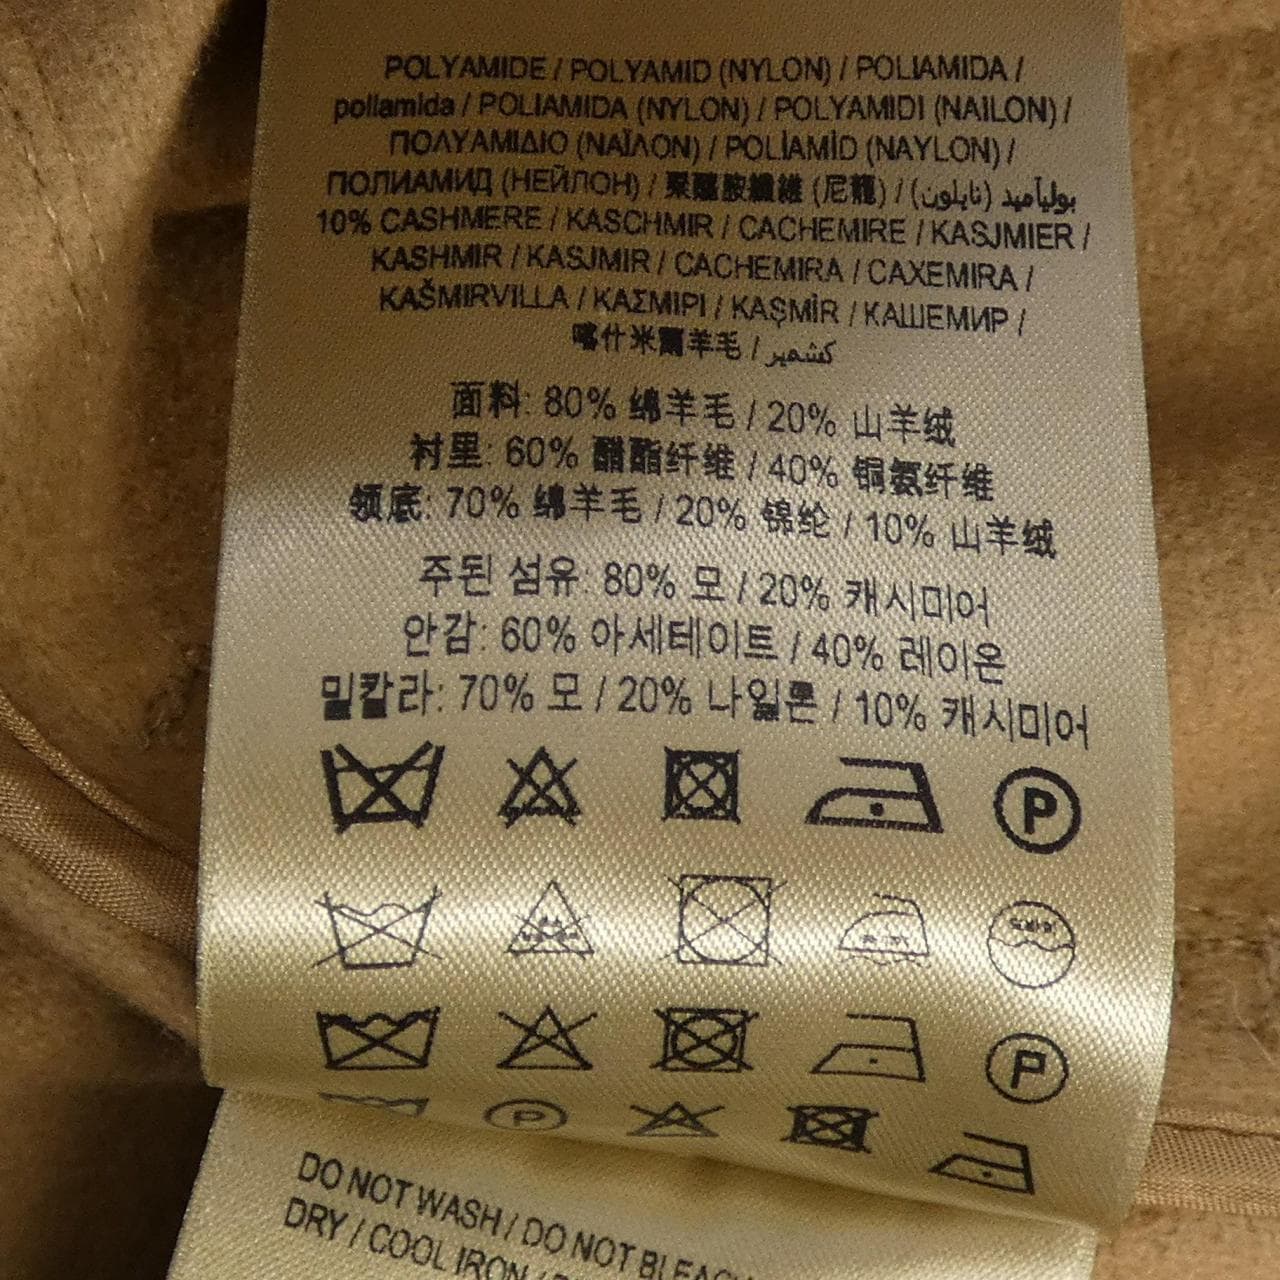 POLYAMIDE / POLYAMID (NYLON) / POLIAMIDA /
poliamida / POLIAMIDA (NYLON) / POLYAMIDI (NAILON) /
ΠΟΛΥΑΜΙΔΙΟ (ΝΑΪΛΟΝ) / POLİAMİD (NAYLON) /
ПОЛИАМИД (НЕЙЛОН) / 聚醯胺纖維 (尼龍) / بوليآميد (نايلون)
10% CASHMERE / KASCHMIR / CACHEMIRE / KASJMIER /
KASHMIR / KASJMIR / CACHEMIRA / CAXEMIRA /
KAŠMIRVILLA / ΚΑΣΜΙΡΙ / KAŞMİR / КАШЕМИР /
喀什米爾羊毛 / كشمير
面料: 80% 绵羊毛 / 20% 山羊绒
衬里: 60% 醋酯纤维 / 40% 铜氨纤维
领底: 70% 绵羊毛 / 20% 锦纶 / 10% 山羊绒
주된 섬유: 80% 모 / 20% 캐시미어
안감: 60% 아세테이트 / 40% 레이온
밑칼라: 70% 모 / 20% 나일론 / 10% 캐시미어
P
P
P
DO NOT WASH / DO NOT BLEACH
DRY / COOL IRON /